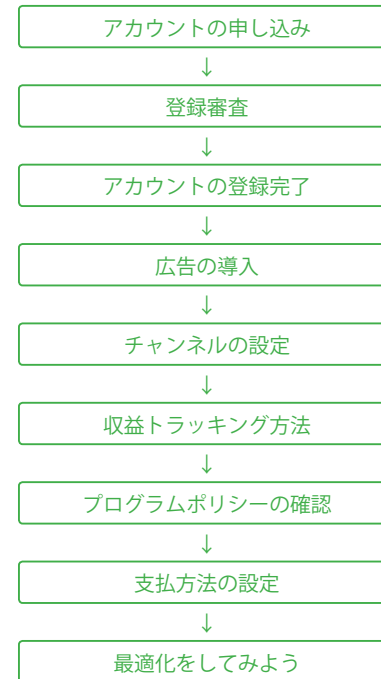 アカウントの申し込み
↓
登録審査
↓
アカウントの登録完了
↓
広告の導入
↓
チャンネルの設定
↓
収益トラッキング方法
↓
プログラムポリシーの確認
↓
支払方法の設定
↓
最適化をしてみよう